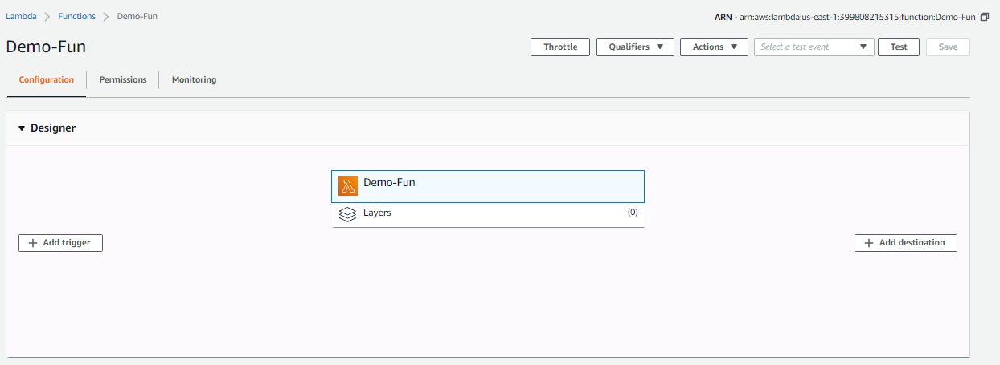 Lambda > Functions > Demo-Fun
ARN - arn:aws:lambda:us-east-1:399808215315:function:Demo-Fun
Demo-Fun
Throttle Qualifiers Actions Select a test event Test Save
Configuration Permissions Monitoring
Designer
Demo-Fun
Layers (0)
+ Add trigger + Add destination